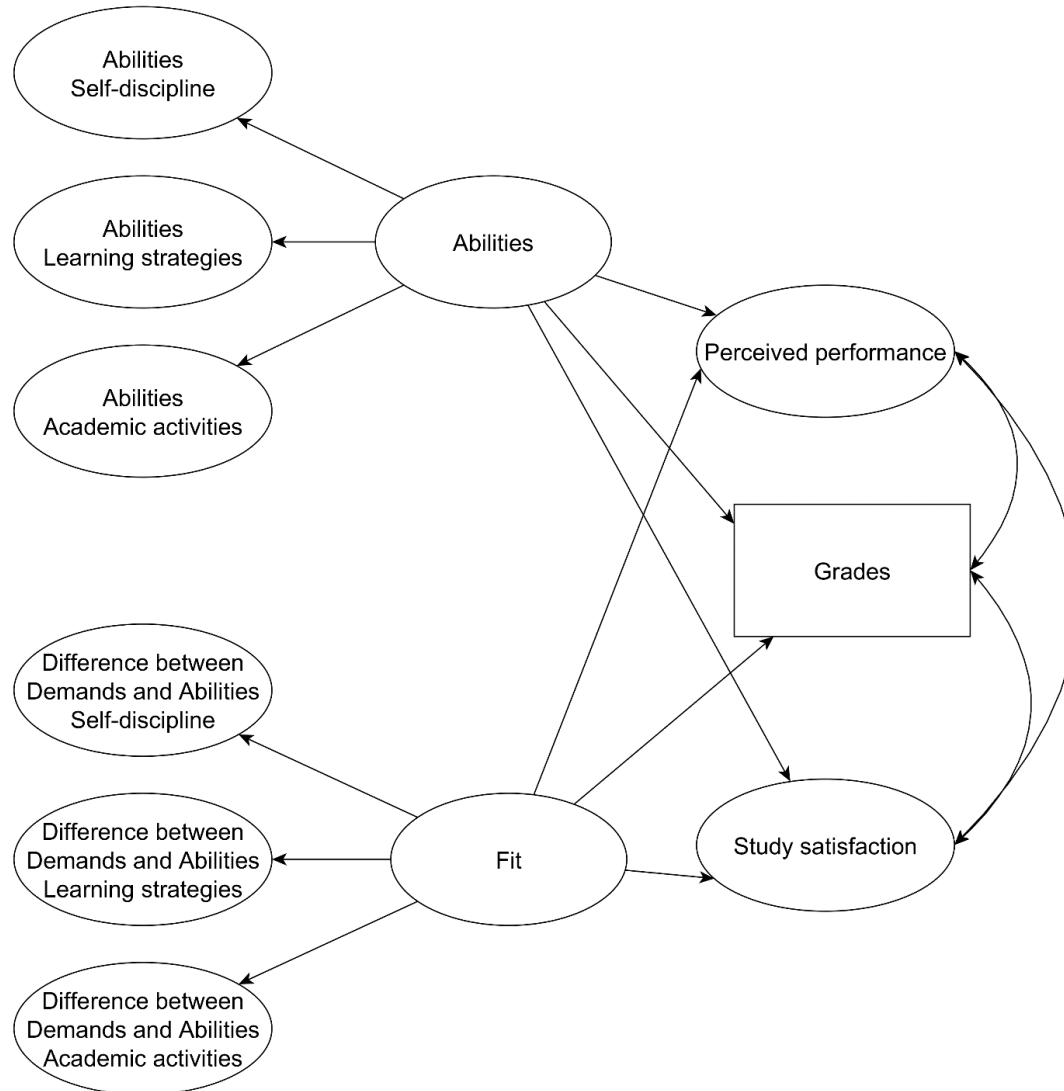 Abilities
Self-discipline
Abilities
Learning strategies
Abilities
Academic activities
Abilities
Perceived performance
Grades
Difference between
Demands and Abilities
Self-discipline
Difference between
Demands and Abilities
Learning strategies
Difference between
Demands and Abilities
Academic activities
Fit
Study satisfaction